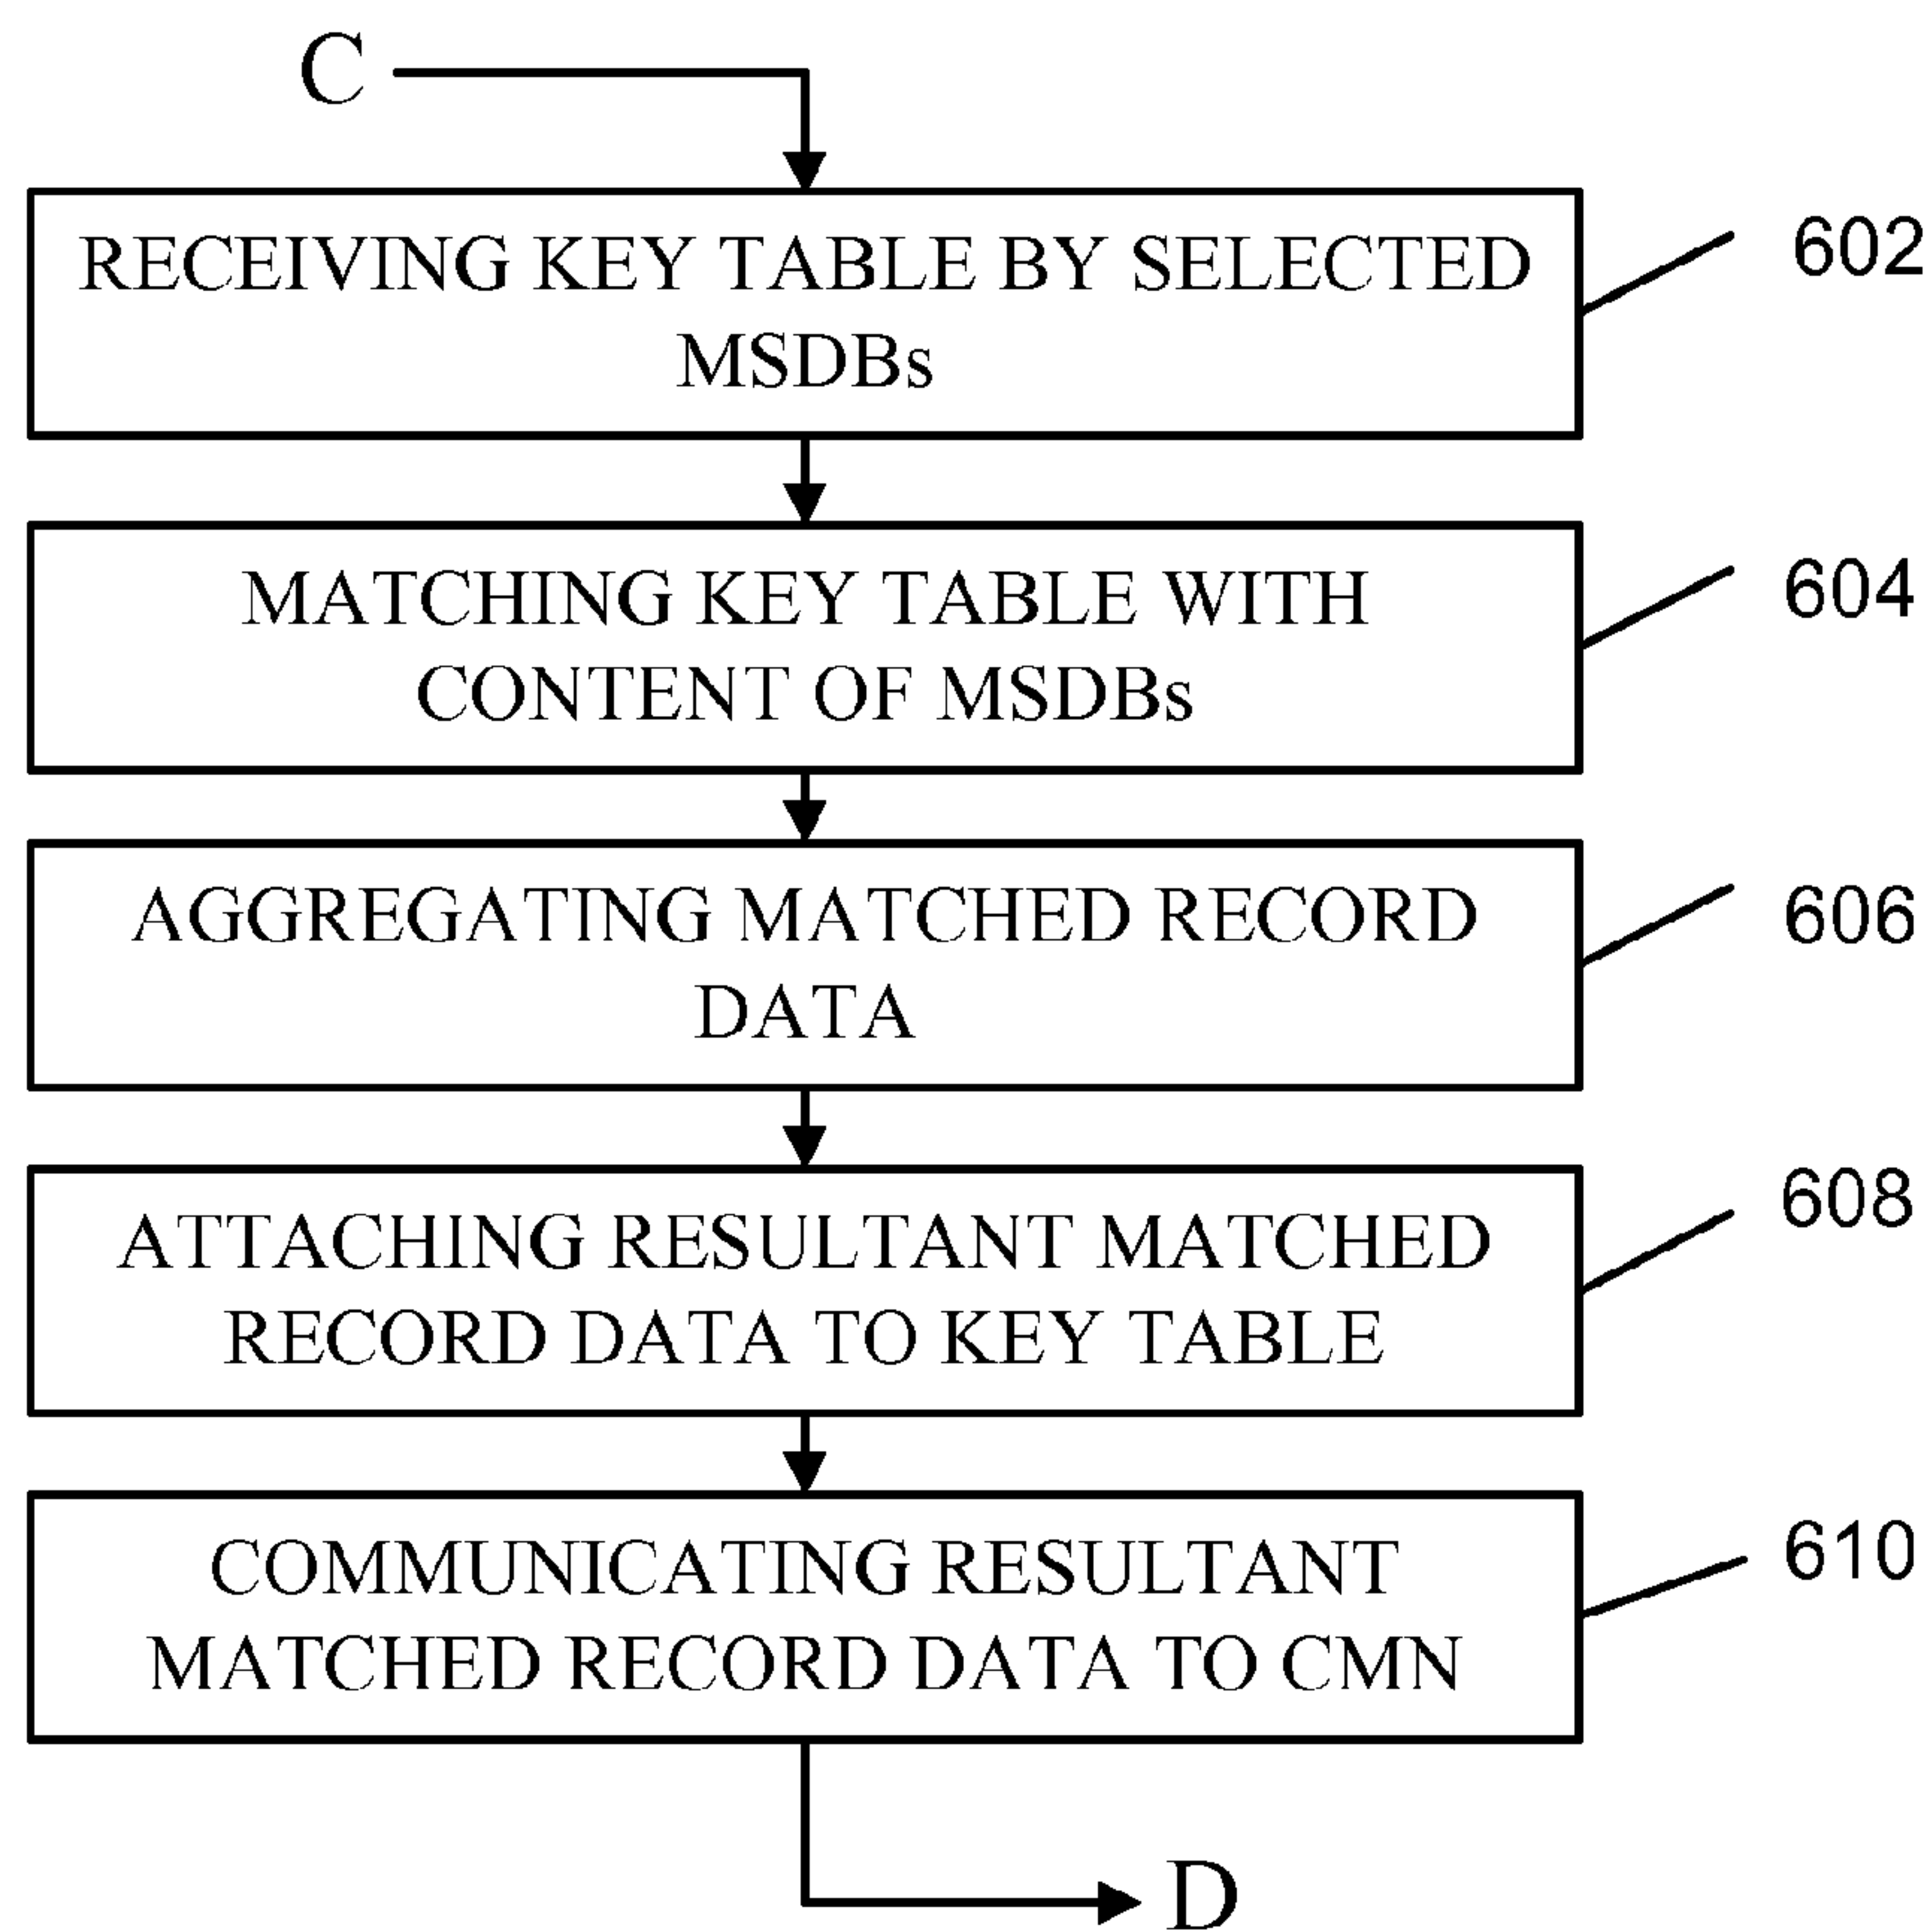 C
RECEIVING KEY TABLE BY SELECTED
MSDBs
602
MATCHING KEY TABLE WITH
CONTENT OF MSDBs
604
AGGREGATING MATCHED RECORD
DATA
606
ATTACHING RESULTANT MATCHED
RECORD DATA TO KEY TABLE
608
COMMUNICATING RESULTANT
MATCHED RECORD DATA TO CMN
610
D